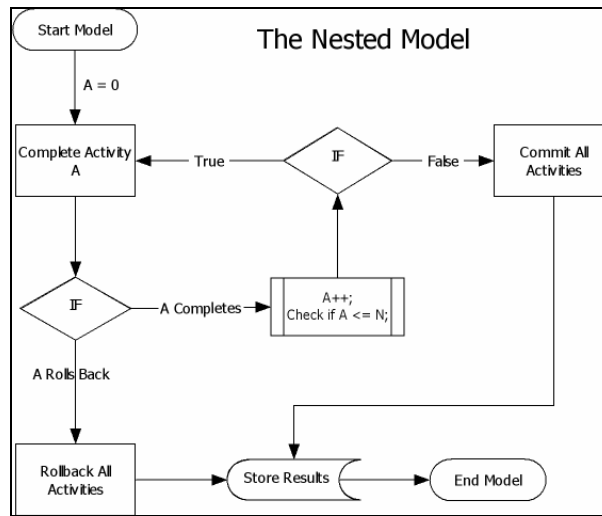 Start Model
The Nested Model
A = 0
Complete Activity
A
True
IF
False
Commit All
Activities
IF
A Completes
A++;
Check if A <= N;
A Rolls Back
Rollback All
Activities
Store Results
End Model